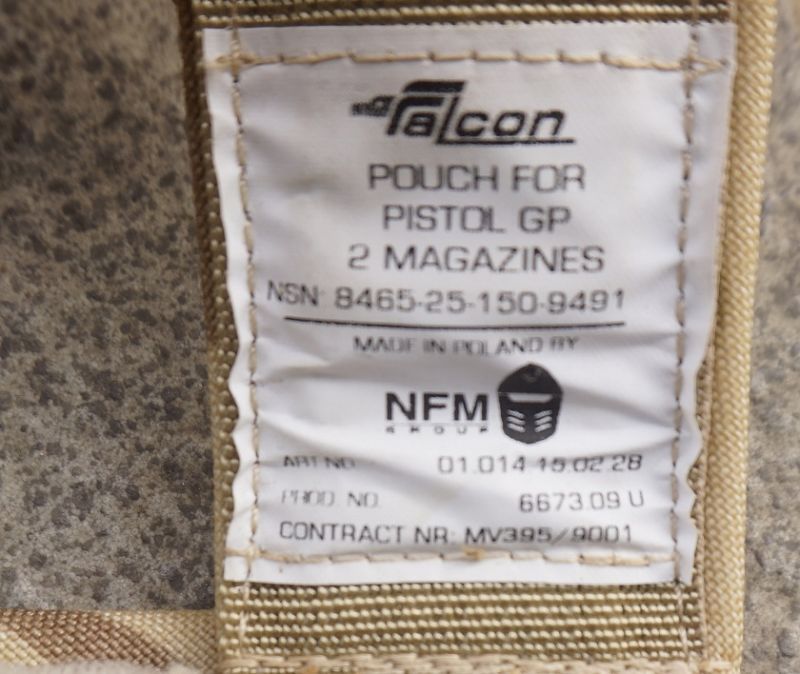 Falcon
POUCH FOR
PISTOL GP
2 MAGAZINES
NSN: 8465-25-150-9491
MADE IN POLAND BY
NFM
GROUP
ART NO. 01.014 15.02.28
PROD. NO. 6673.09 U
CONTRACT NR: MV395/9001